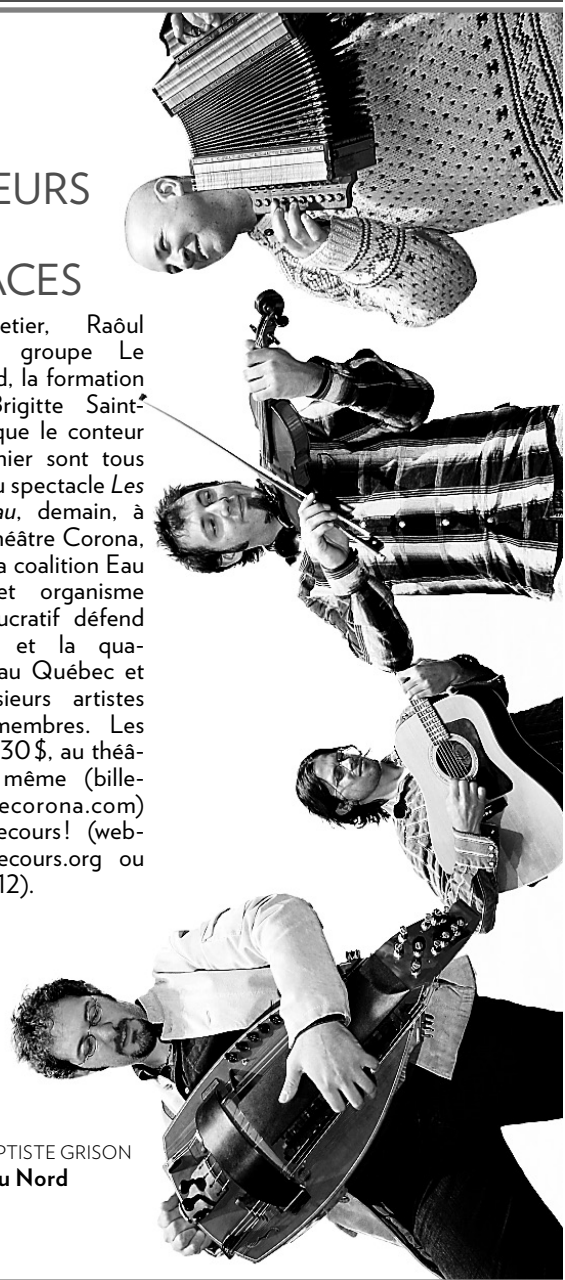 EURS
ACES
etier, Raôul
groupe Le
d, la formation
Brigitte Saint-
que le conteur
nier sont tous
u spectacle Les
au, demain, à
héâtre Corona,
a coalition Eau
et organisme
ucratif défend
et la qua-
au Québec et
sieurs artistes
membres. Les
30 $, au théâ-
même (bille-
ecorona.com)
ecours! (web-
ecours.org ou
12).
PTISTE GRISON
u Nord